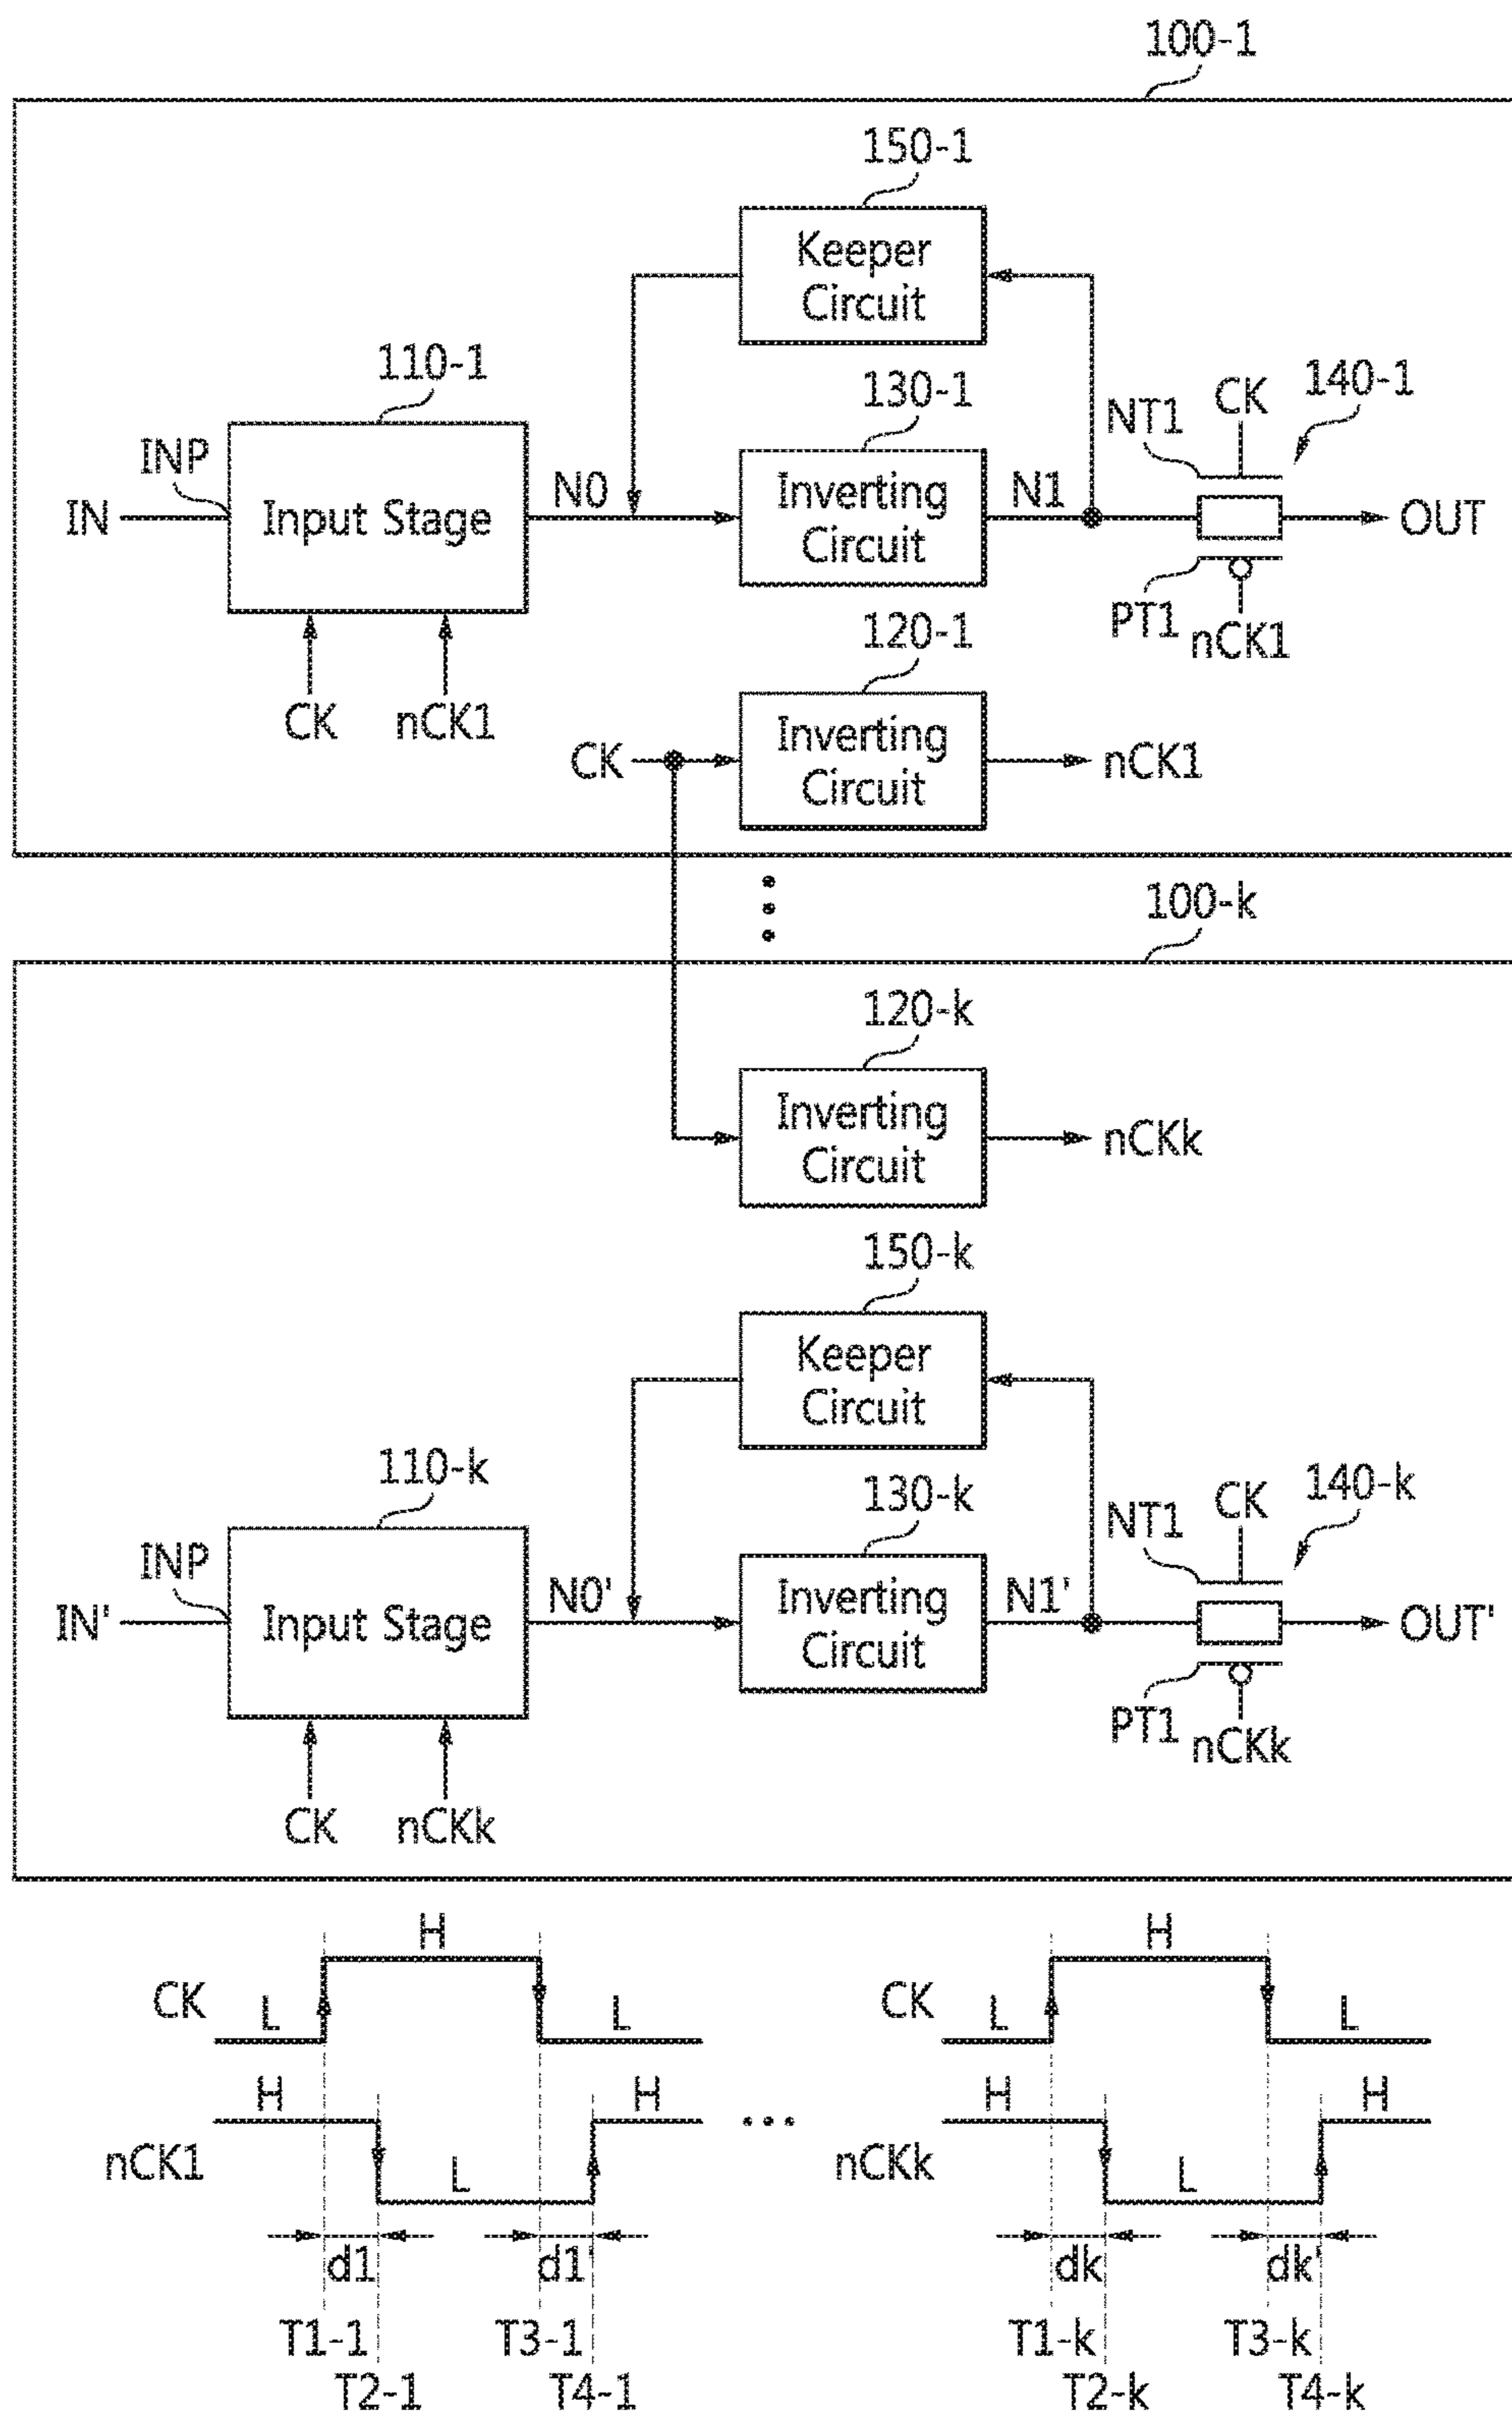 100-1
150-1
Keeper
Circuit
110-1
130-1
CK
140-1
NT1
INP
IN
Input Stage
N0
Inverting
Circuit
N1
OUT
PT1
nCK1
120-1
CK
nCK1
CK
Inverting
Circuit
nCK1
100-k
120-k
Inverting
Circuit
nCKk
150-k
Keeper
Circuit
110-k
130-k
CK
140-k
NT1
INP
IN'
Input Stage
N0'
Inverting
Circuit
N1'
OUT'
PT1
nCKk
CK
nCKk
H
H
CK
L
L
CK
L
L
H
H
H
H
nCK1
L
nCKk
L
d1
d1'
dk
dk'
T1-1
T3-1
T1-k
T3-k
T2-1
T4-1
T2-k
T4-k